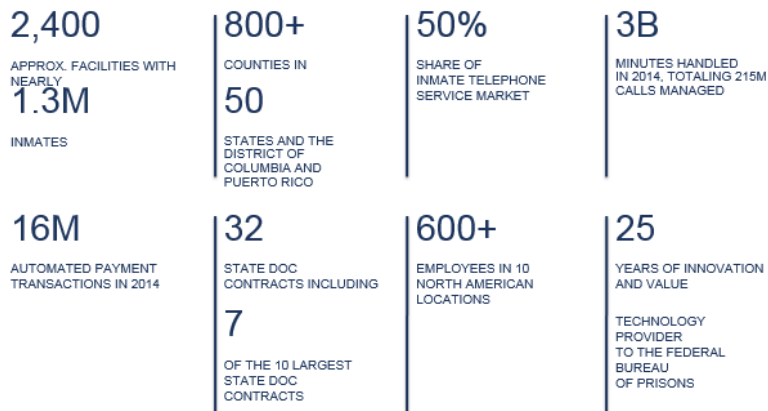 2,400
APPROX. FACILITIES WITH
NEARLY
1.3M
INMATES
800+
COUNTIES IN
50
STATES AND THE
DISTRICT OF
COLUMBIA AND
PUERTO RICO
50%
SHARE OF
INMATE TELEPHONE
SERVICE MARKET
3B
MINUTES HANDLED
IN 2014, TOTALING 215M
CALLS MANAGED
16M
AUTOMATED PAYMENT
TRANSACTIONS IN 2014
32
STATE DOC
CONTRACTS INCLUDING
7
OF THE 10 LARGEST
STATE DOC
CONTRACTS
600+
EMPLOYEES IN 10
NORTH AMERICAN
LOCATIONS
25
YEARS OF INNOVATION
AND VALUE
TECHNOLOGY
PROVIDER
TO THE FEDERAL
BUREAU
OF PRISONS